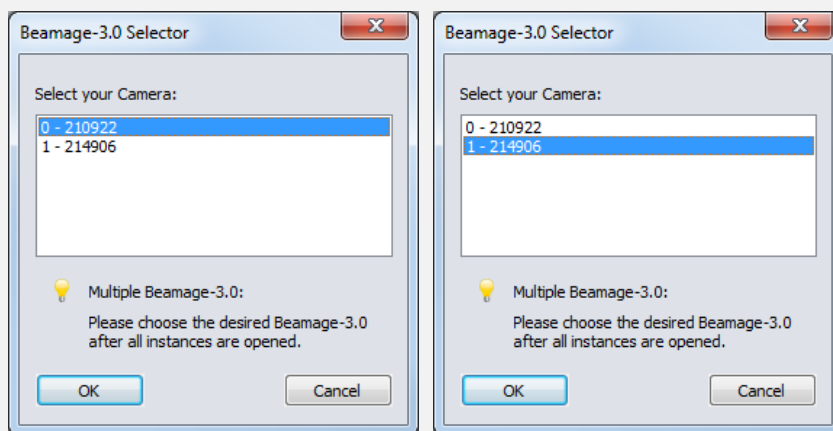 Beamage-3.0 Selector
Select your Camera:
0 - 210922
1 - 214906
Multiple Beamage-3.0:
Please choose the desired Beamage-3.0
after all instances are opened.
OK
Cancel
Beamage-3.0 Selector
Select your Camera:
0 - 210922
1 - 214906
Multiple Beamage-3.0:
Please choose the desired Beamage-3.0
after all instances are opened.
OK
Cancel